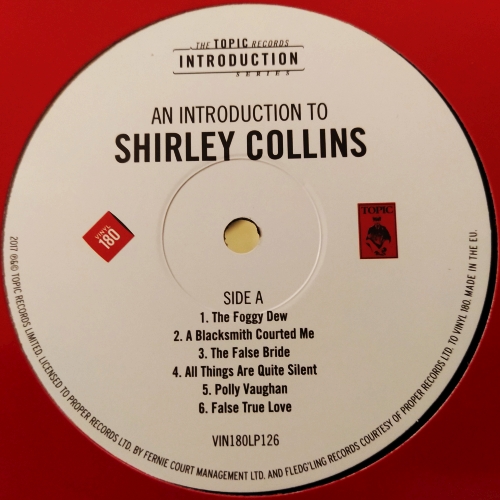 THE TOPIC RECORDS
INTRODUCTION
SERIES
AN INTRODUCTION TO
SHIRLEY COLLINS
VINYL
180
TOPIC
SIDE A
1. The Foggy Dew
2. A Blacksmith Courted Me
3. The False Bride
4. All Things Are Quite Silent
5. Polly Vaughan
6. False True Love
VIN180LP126
2017 ℗© TOPIC RECORDS LIMITED. LICENSED TO PROPER RECORDS LTD. BY FERNIE COURT MANAGEMENT LTD. AND FLEDG'LING RECORDS COURTESY OF PROPER RECORDS LTD. TO VINYL 180. MADE IN THE EU.